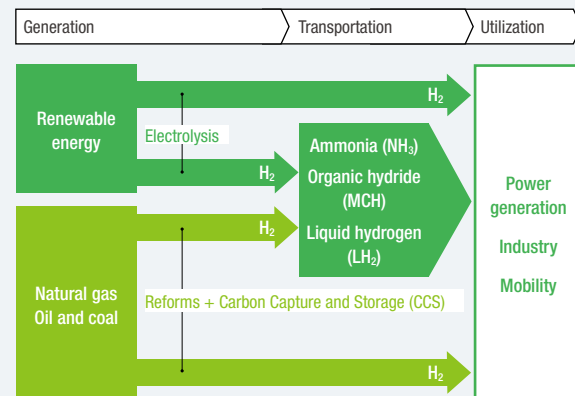 Generation
Transportation
Utilization
H₂
Renewable
energy
Electrolysis
H₂
Ammonia (NH₃)
Organic hydride
(MCH)
Liquid hydrogen
(LH₂)
Power
generation
Industry
Mobility
H₂
Natural gas
Oil and coal
Reforms + Carbon Capture and Storage (CCS)
H₂